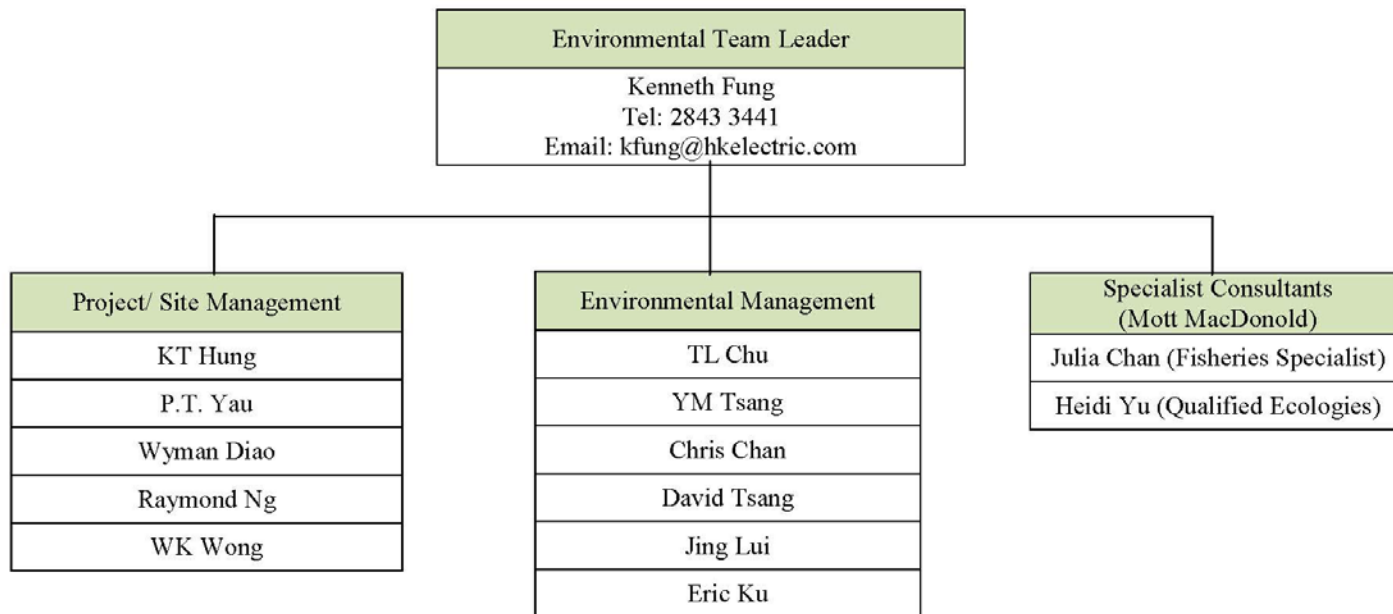 Environmental Team Leader
Kenneth Fung
Tel: 2843 3441
Email: kfung@hkelectric.com
Project/ Site Management
KT Hung
P.T. Yau
Wyman Diao
Raymond Ng
WK Wong
Environmental Management
TL Chu
YM Tsang
Chris Chan
David Tsang
Jing Lui
Eric Ku
Specialist Consultants
(Mott MacDonold)
Julia Chan (Fisheries Specialist)
Heidi Yu (Qualified Ecologies)